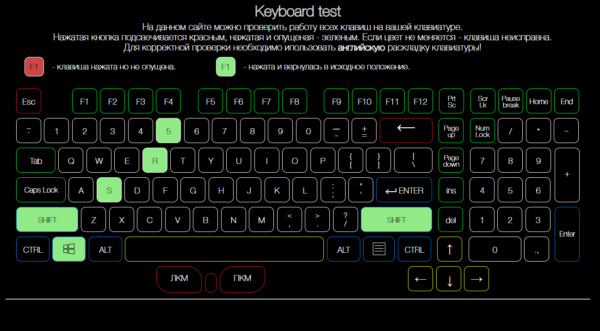 Keyboard test
На данном сайте можно проверить работу всех клавиш на вашей клавиатуре.
Нажатая кнопка подсвечивается красным, нажатая и опущеная - зеленым. Если цвет не меняется - клавиша неисправна.
Для корректной проверки необходимо использовать английскую раскладку клавиатуры!
F1 - клавиша нажата но не опущена. F1 - нажата и вернулась в исходное положение.
Esc F1 F2 F3 F4 F5 F6 F7 F8 F9 F10 F11 F12 Prt Sc Scr Lk Pause break Home End
~ 1 2 3 4 5 6 7 8 9 0 — - + = ← Page up Num Lock / * −
Tab Q W E R T Y U I O P { [ } ] | \ Page down 7 8 9 +
Caps Lock A S D F G H J K L : ; " ' ↵ ENTER ins 4 5 6
SHIFT Z X C V B N M < , > . ? / SHIFT del 1 2 3 Enter
CTRL ALT ALT CTRL ↑ 0 .,
ЛКМ ПКМ ← ↓ →